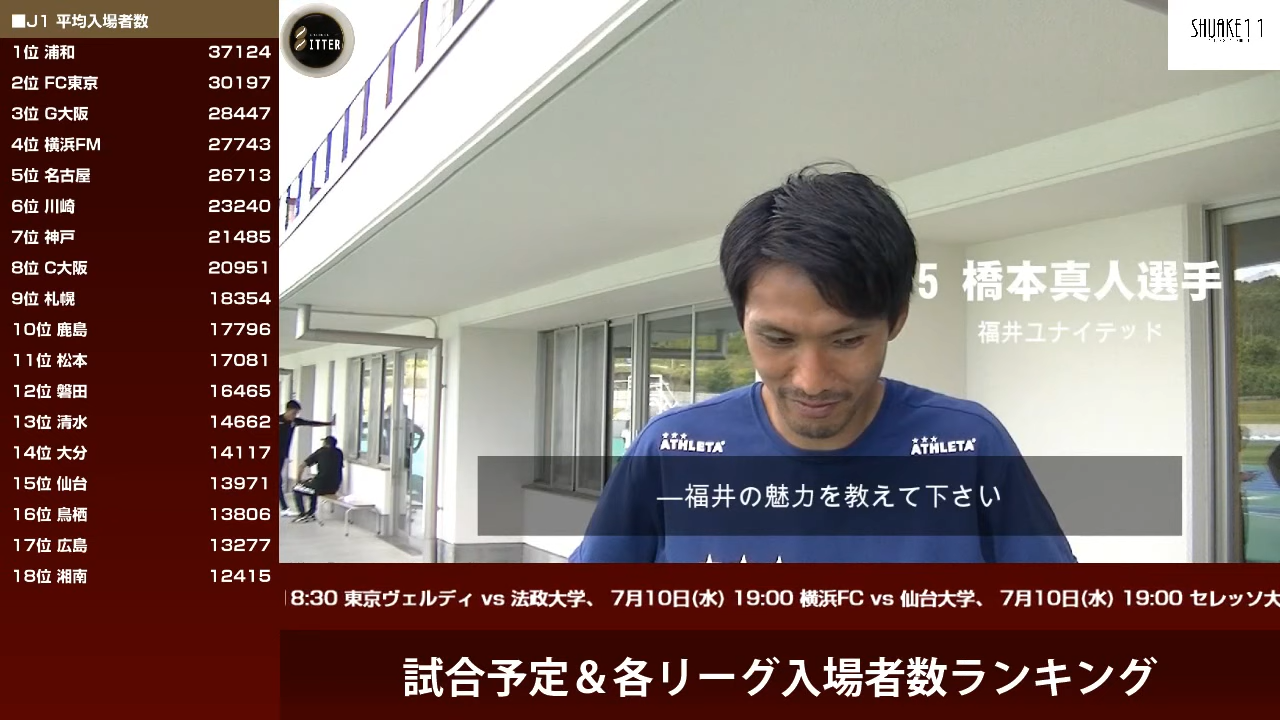 ■J1 平均入場者数
1位 浦和 37124
2位 FC東京 30197
3位 G大阪 28447
4位 横浜FM 27743
5位 名古屋 26713
6位 川崎 23240
7位 神戸 21485
8位 C大阪 20951
9位 札幌 18354
10位 鹿島 17796
11位 松本 17081
12位 磐田 16465
13位 清水 14662
14位 大分 14117
15位 仙台 13971
16位 鳥栖 13806
17位 広島 13277
18位 湘南 12415
ITTER
SHUAKE11
5 橋本真人選手
福井ユナイテッド
ATHLETA
ATHLETA
―福井の魅力を教えて下さい
8:30 東京ヴェルディ vs 法政大学、 7月10日(水) 19:00 横浜FC vs 仙台大学、 7月10日(水) 19:00 セレッソ大
試合予定&各リーグ入場者数ランキング